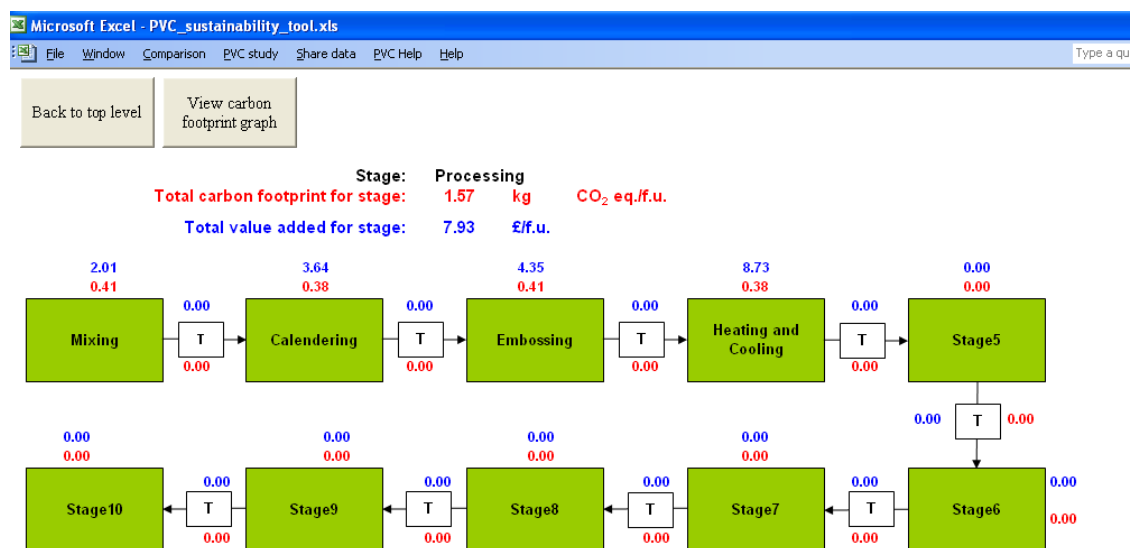 Microsoft Excel - PVC_sustainability_tool.xls
File Window Comparison PVC study Share data PVC Help Help
Type a qu
Back to top level
View carbon
footprint graph
Stage: Processing
Total carbon footprint for stage: 1.57 kg CO2 eq./f.u.
Total value added for stage: 7.93 £/f.u.
2.01 3.64 4.35 8.73 0.00
0.41 0.38 0.41 0.38 0.00
0.00 0.00 0.00 0.00
Mixing T Calendering T Embossing T Heating and Cooling T Stage5
0.00 0.00 0.00 0.00
0.00 T 0.00
0.00 0.00 0.00 0.00
0.00 0.00 0.00 0.00
0.00 0.00 0.00 0.00 0.00
Stage10 T Stage9 T Stage8 T Stage7 T Stage6
0.00
0.00 0.00 0.00 0.00